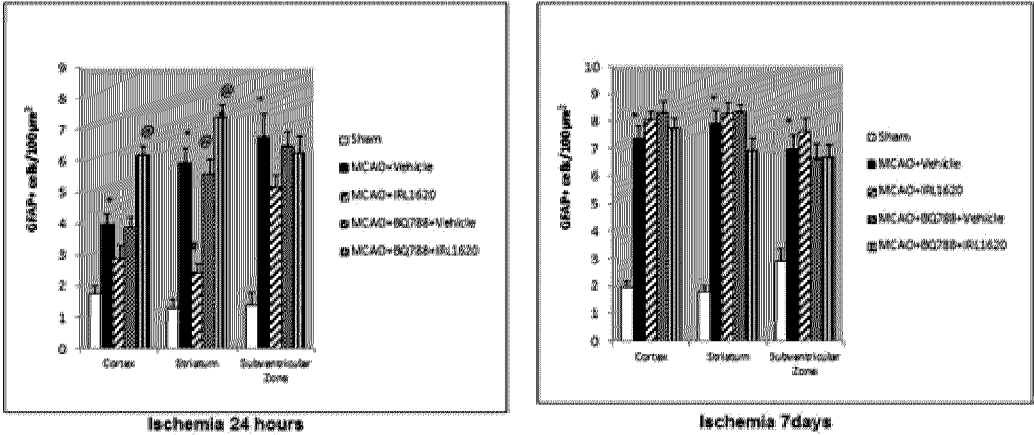 GFAP+ cells/100μm²
9
8
7
6
5
4
3
2
1
0
*
@
*
#
@
@
*
Cortex
Striatum
Subventricular
Zone
Sham
MCAO+Vehicle
MCAO+IRL1620
MCAO+BQ788+Vehicle
MCAO+BQ788+IRL1620
Ischemia 24 hours
GFAP+ cells/100μm²
10
9
8
7
6
5
4
3
2
1
0
*
*
*
Cortex
Striatum
Subventricular
Zone
Sham
MCAO+Vehicle
MCAO+IRL1620
MCAO+BQ788+Vehicle
MCAO+BQ788+IRL1620
Ischemia 7days